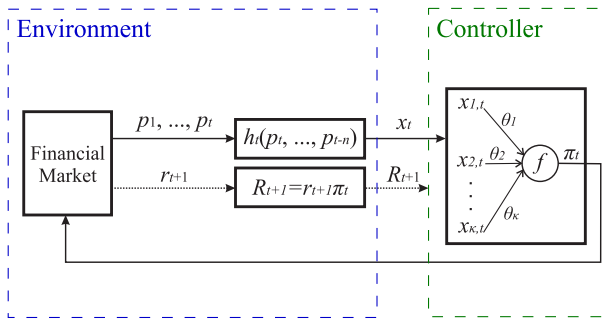 Environment
Controller
p1, ..., pt
ht(pt, ..., pt-n)
xt
Financial
Market
rt+1
Rt+1=rt+1πt
Rt+1
x1,t
θ1
x2,t
θ2
f
πt
.
.
.
xκ,t
θκ